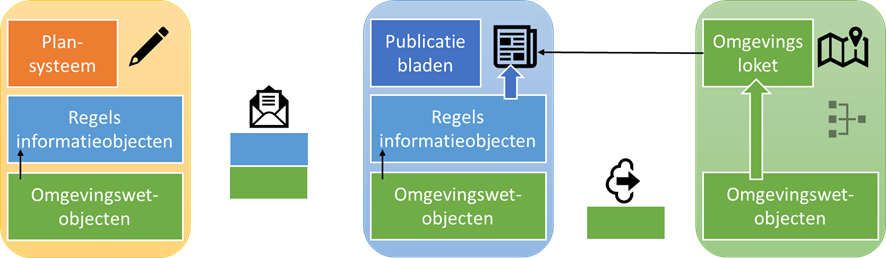 Plan-
systeem
Regels
informatieobjecten
Omgevingswet-
objecten
Publicatie
bladen
Regels
informatieobjecten
Omgevingswet-
objecten
Omgevings
loket
Omgevingswet-
objecten